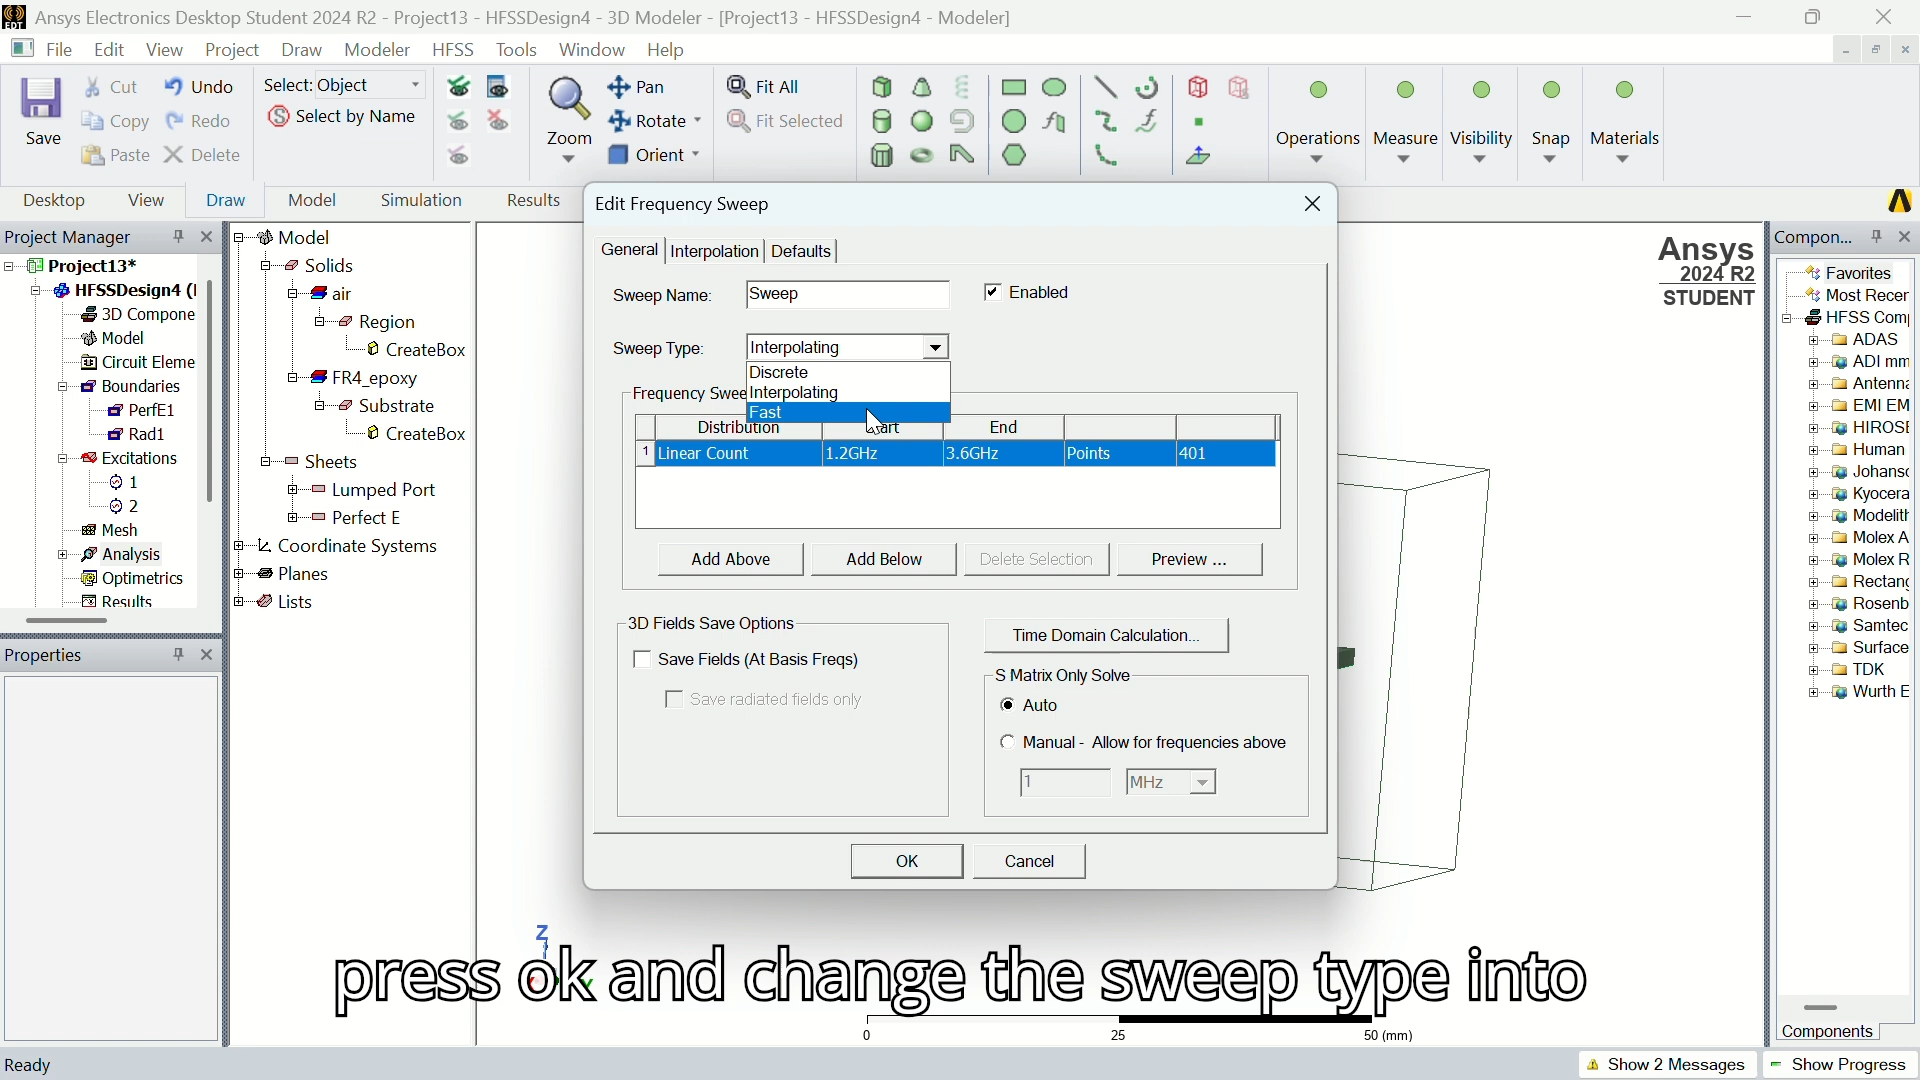 Ansys Electronics Desktop Student 2024 R2 - Project13 - HFSSDesign4 - 3D Modeler - [Project13 - HFSSDesign4 - Modeler]
File Edit View Project Draw Modeler HFSS Tools Window Help
Save
Cut
Copy
Paste
Undo
Redo
Delete
Select: Object
Select by Name
Zoom
Pan
Rotate
Orient
Fit All
Fit Selected
Operations
Measure
Visibility
Snap
Materials
Desktop View Draw Model Simulation Results
Project Manager
Project13*
HFSSDesign4 (
3D Compone
Model
Circuit Eleme
Boundaries
PerfE1
Rad1
Excitations
1
2
Mesh
Analysis
Optimetrics
Results
Properties
Model
Solids
air
Region
CreateBox
FR4_epoxy
Substrate
CreateBox
Sheets
Lumped Port
Perfect E
Coordinate Systems
Planes
Lists
Edit Frequency Sweep
General Interpolation Defaults
Sweep Name: Sweep
Enabled
Sweep Type: Interpolating
Discrete
Interpolating
Fast
Frequency Swee
Distribution art End
1 Linear Count 1.2GHz 3.6GHz Points 401
Add Above Add Below Delete Selection Preview ...
3D Fields Save Options
Save Fields (At Basis Freqs)
Save radiated fields only
Time Domain Calculation...
S Matrix Only Solve
Auto
Manual - Allow for frequencies above
1 MHz
OK Cancel
Ansys
2024 R2
STUDENT
Compon...
Favorites
Most Recer
HFSS Com
ADAS
ADI mm
Antenna
EMI EM
HIROSE
Human
Johanso
Kyocera
Modelith
Molex A
Molex R
Rectang
Rosenb
Samtec
Surface
TDK
Wurth E
Components
Z
press ok and change the sweep type into
0 25 50 (mm)
Ready
Show 2 Messages
Show Progress